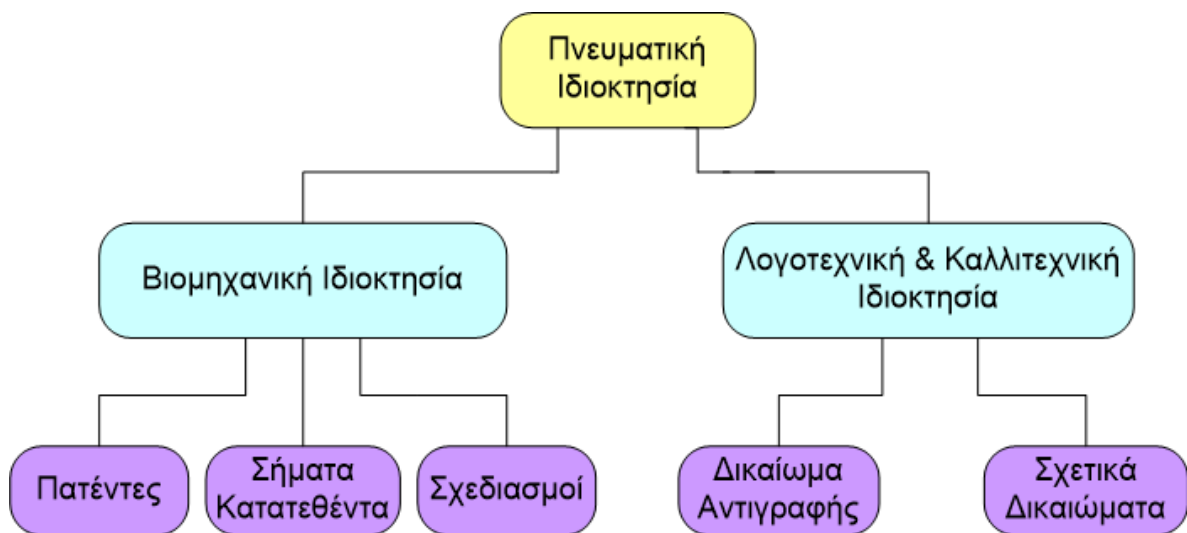 Πνευματική
Ιδιοκτησία
Βιομηχανική Ιδιοκτησία
Λογοτεχνική & Καλλιτεχνική
Ιδιοκτησία
Πατέντες
Σήματα
Κατατεθέντα
Σχεδιασμοί
Δικαίωμα
Αντιγραφής
Σχετικά
Δικαιώματα